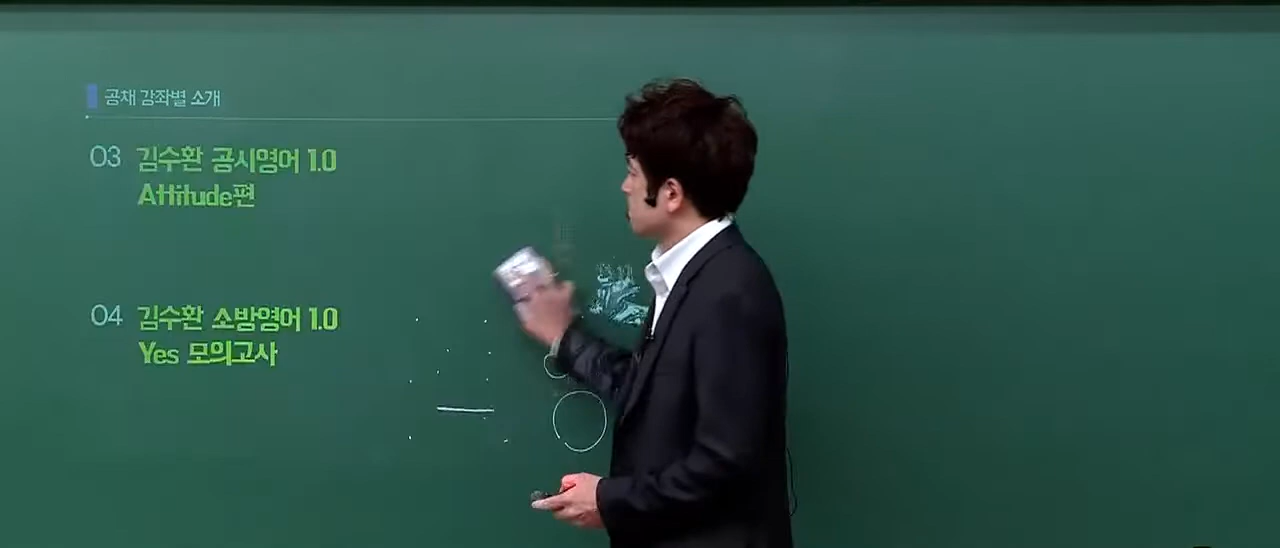 공채 강좌별 소개
03 김수환 공시영어 1.0
Attitude편
04 김수환 소방영어 1.0
Yes 모의고사